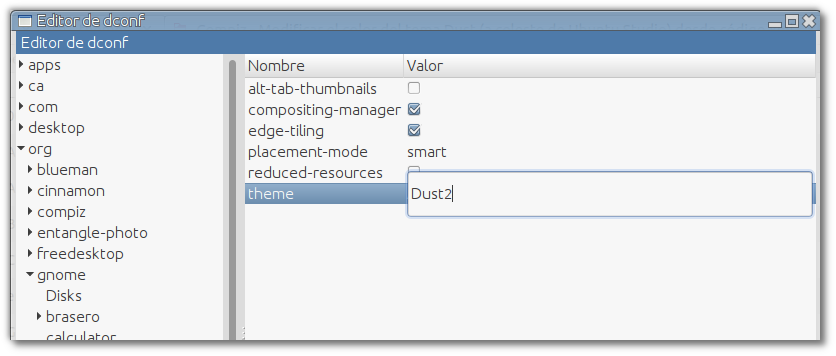 Editor de dconf
Editor de dconf
apps
ca
com
desktop
org
blueman
cinnamon
compiz
entangle-photo
freedesktop
gnome
Disks
brasero
calculator
Nombre Valor
alt-tab-thumbnails
compositing-manager
edge-tiling
placement-mode smart
reduced-resources
theme Dust2